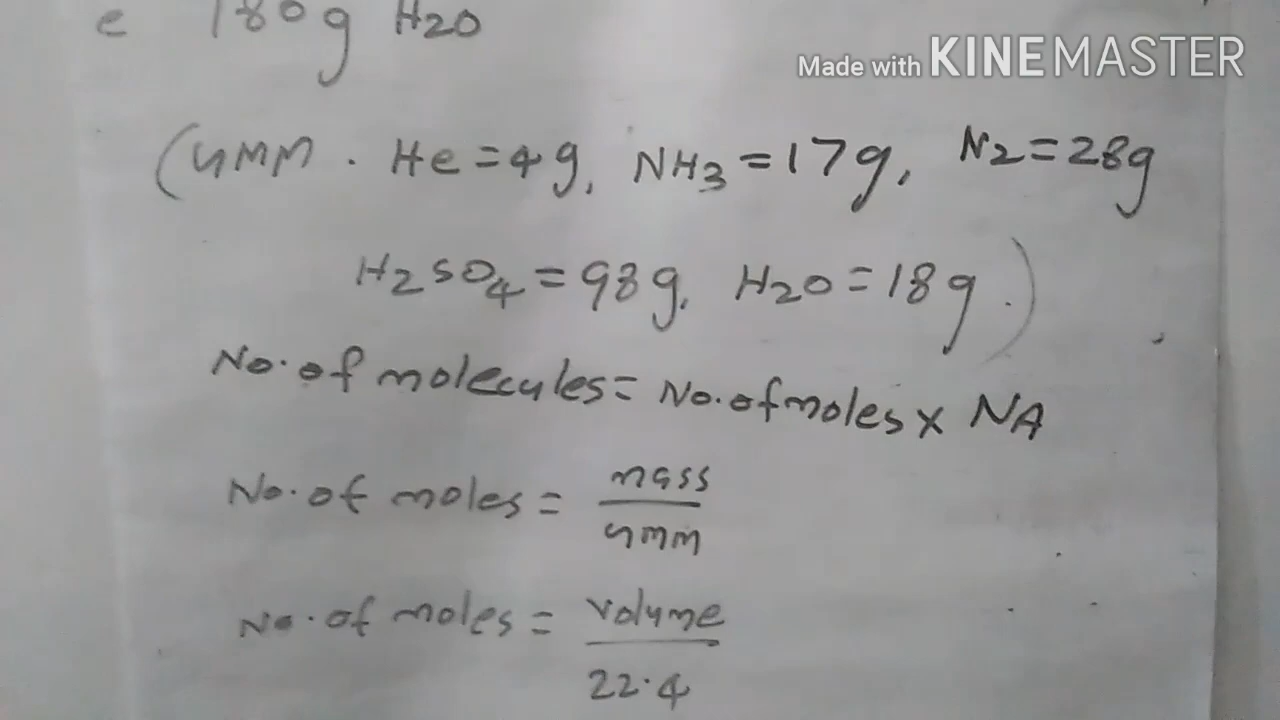 e 180g H2O
Made with KINEMASTER
(GMM. He=4g, NH3=17g, N2=28g
H2SO4=98g, H2O=18g.)
No. of molecules= No. of moles x NA
No. of moles = mass
GMM
No. of moles = volume
22.4